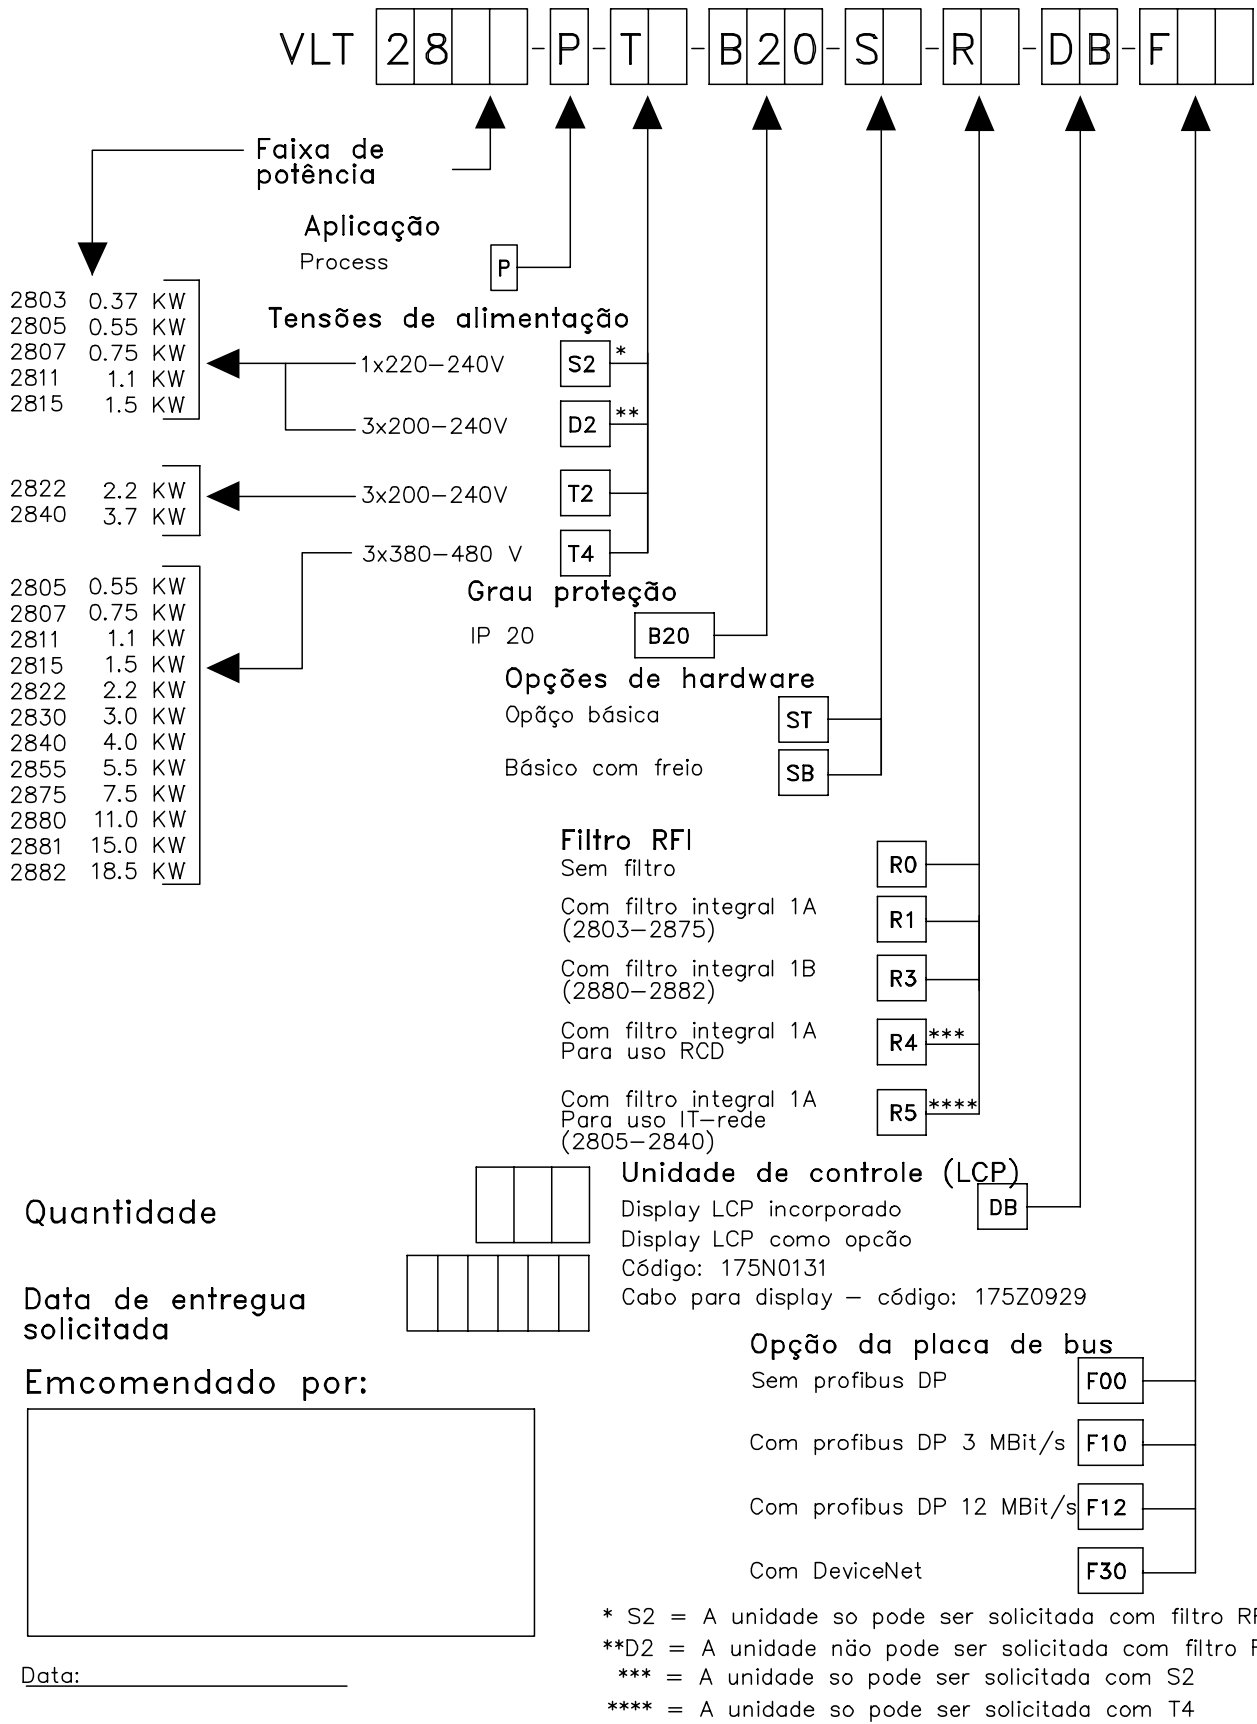 VLT 28 -P-T -B20-S -R -DB-F
Faixa de
potência
Aplicação
Process P
2803 0.37 KW
2805 0.55 KW
2807 0.75 KW
2811 1.1 KW
2815 1.5 KW
Tensões de alimentação
1x220-240V S2 *
3x200-240V D2 **
2822 2.2 KW
2840 3.7 KW
3x200-240V T2
3x380-480 V T4
2805 0.55 KW
2807 0.75 KW
2811 1.1 KW
2815 1.5 KW
2822 2.2 KW
2830 3.0 KW
2840 4.0 KW
2855 5.5 KW
2875 7.5 KW
2880 11.0 KW
2881 15.0 KW
2882 18.5 KW
Grau proteção
IP 20 B20
Opções de hardware
Opãço básica ST
Básico com freio SB
Filtro RFI
Sem filtro R0
Com filtro integral 1A
(2803-2875) R1
Com filtro integral 1B
(2880-2882) R3
Com filtro integral 1A
Para uso RCD R4 ***
Com filtro integral 1A
Para uso IT-rede
(2805-2840) R5 ****
Unidade de controle (LCP)
Display LCP incorporado DB
Display LCP como opcão
Código: 175N0131
Cabo para display - código: 175Z0929
Quantidade
Data de entregua
solicitada
Emcomendado por:
Opção da placa de bus
Sem profibus DP F00
Com profibus DP 3 MBit/s F10
Com profibus DP 12 MBit/s F12
Com DeviceNet F30
* S2 = A unidade so pode ser solicitada com filtro
**D2 = A unidade não pode ser solicitada com filtro
*** = A unidade so pode ser solicitada com S2
**** = A unidade so pode ser solicitada com T4
Data: